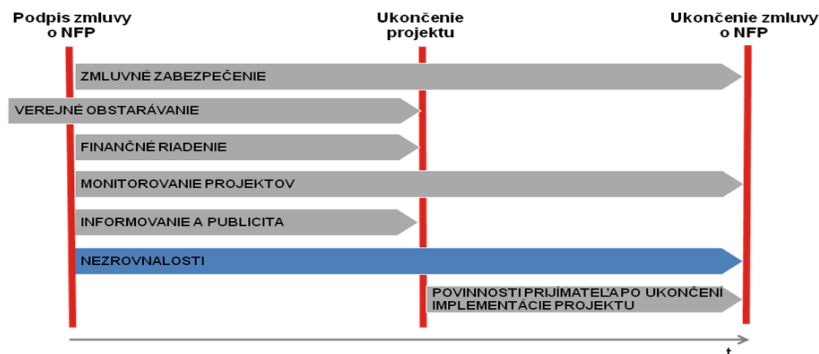 Podpis zmluvy
o NFP
Ukončenie
projektu
Ukončenie zmluvy
o NFP
ZMLUVNÉ ZABEZPEČENIE
VEREJNÉ OBSTARÁVANIE
FINANČNÉ RIADENIE
MONITOROVANIE PROJEKTOV
INFORMOVANIE A PUBLICITA
NEZROVNALOSTI
POVINNOSTI PRIJÍMATEĽA PO UKONČENÍ
IMPLEMENTÁCIE PROJEKTU
t